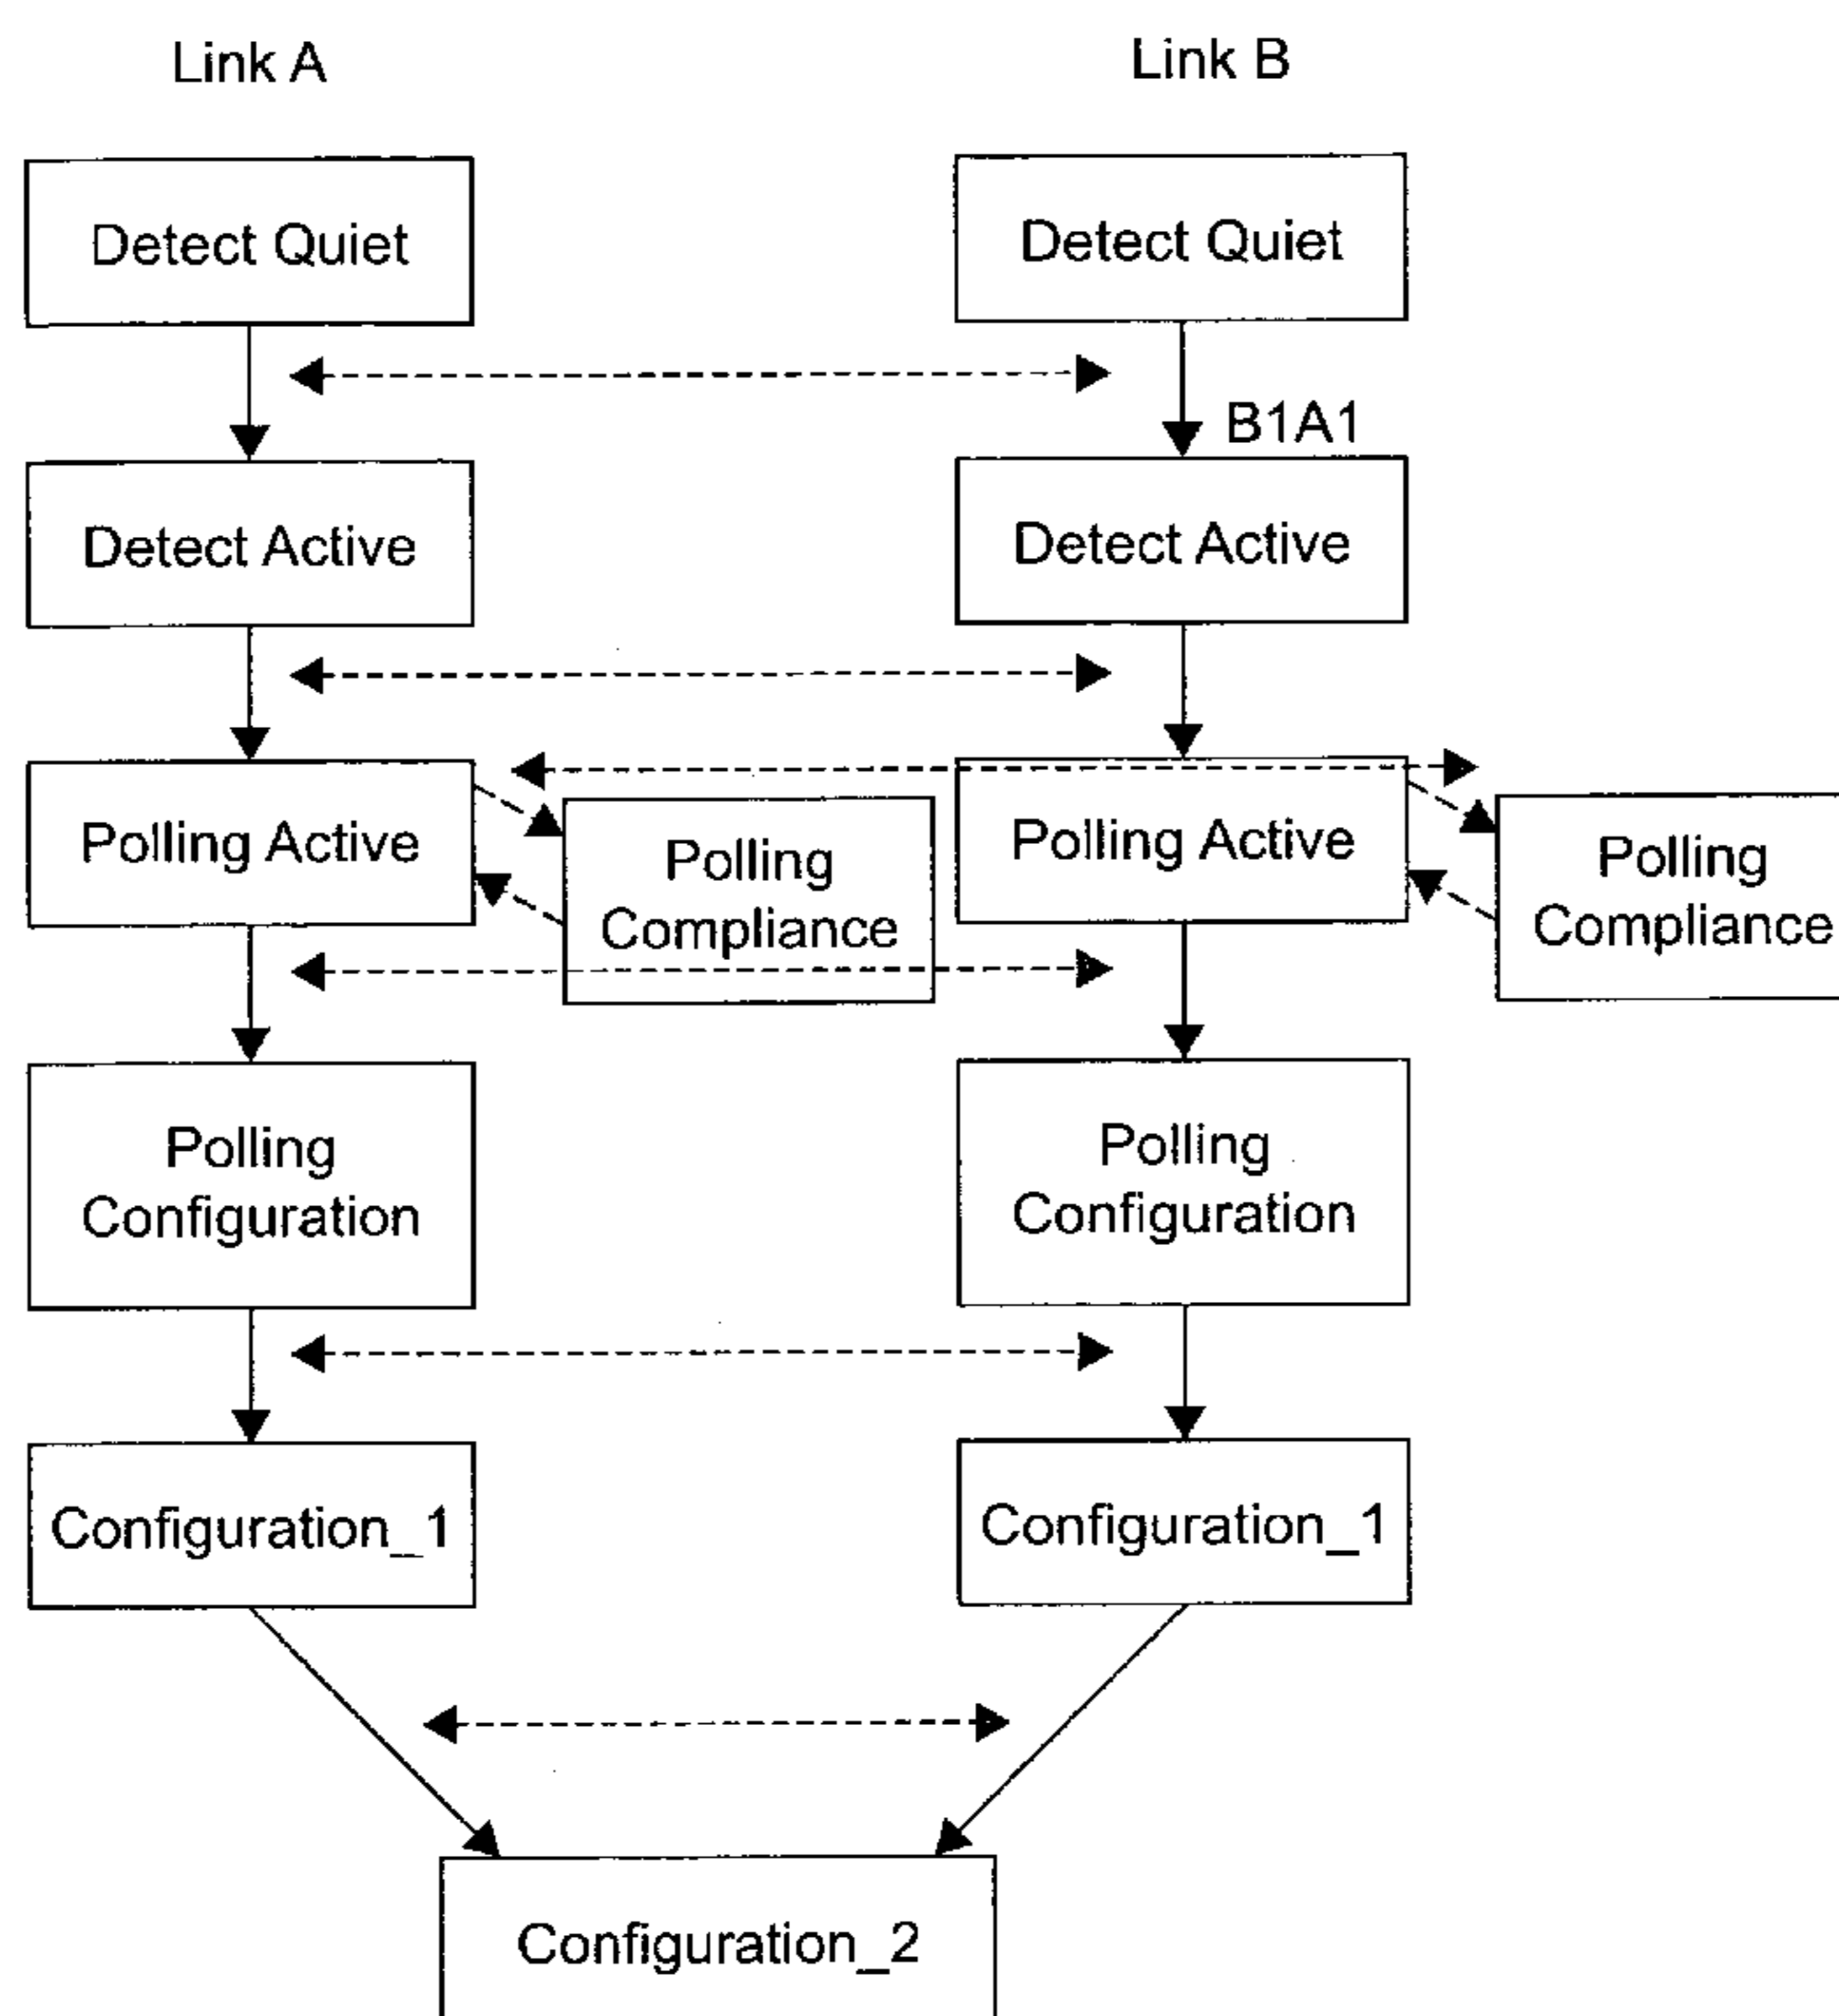 Link A
Link B
Detect Quiet
Detect Quiet
B1A1
Detect Active
Detect Active
Polling Active
Polling
Compliance
Polling Active
Polling
Compliance
Polling
Configuration
Polling
Configuration
Configuration_1
Configuration_1
Configuration_2